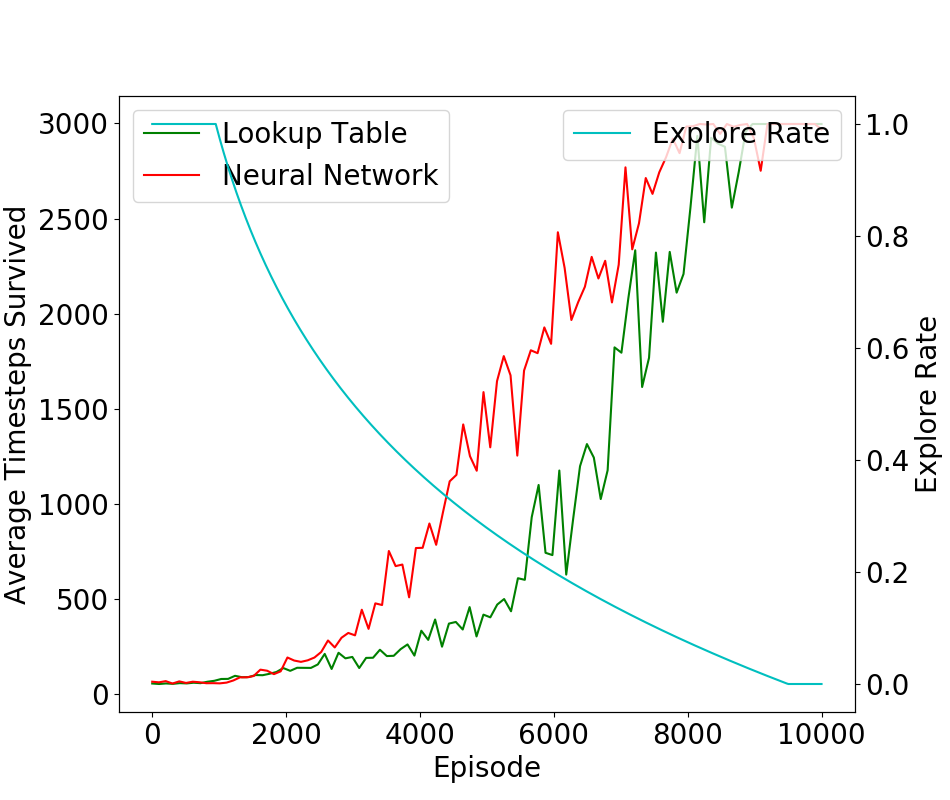 Lookup Table
Neural Network
Explore Rate
3000
2500
2000
1500
1000
500
0
Average Timesteps Survived
1.0
0.8
0.6
0.4
0.2
0.0
Explore Rate
0 2000 4000 6000 8000 10000
Episode